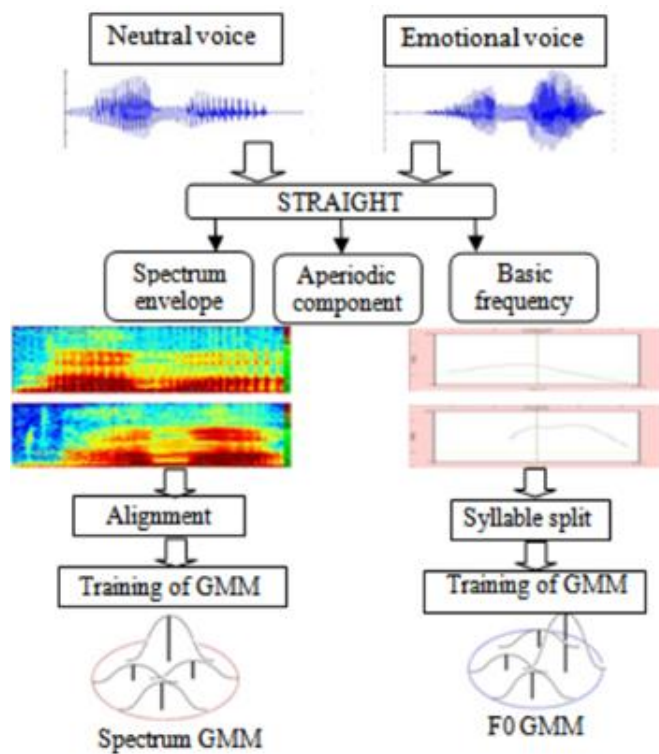 Neutral voice
Emotional voice
STRAIGHT
Spectrum
envelope
Aperiodic
component
Basic
frequency
Alignment
Syllable split
Training of GMM
Training of GMM
Spectrum GMM
F0 GMM